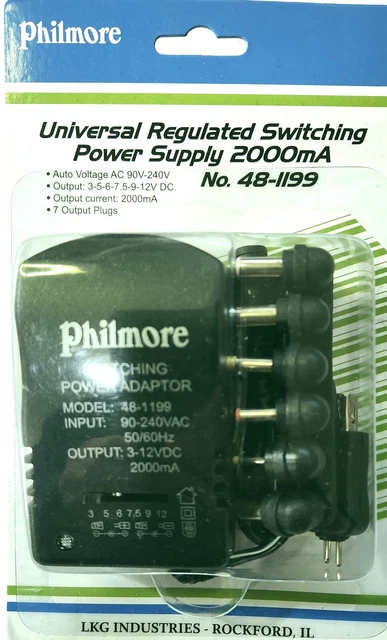 Philmore
Universal Regulated Switching
Power Supply 2000mA
• Auto Voltage AC 90V-240V
• Output: 3-5-6-7.5-9-12V DC.
• Output current: 2000mA
• 7 Output Plugs
No. 48-1199
Philmore
POWER ADAPTOR
MODEL: 48-1199
INPUT: 90-240VAC
50/60Hz
OUTPUT: 3-12VDC
2000mA
3 5 6 7.5 9 12
LKG INDUSTRIES - ROCKFORD, IL